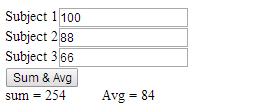 Subject 1 100
Subject 2 88
Subject 3 66
Sum & Avg
sum = 254 Avg = 84